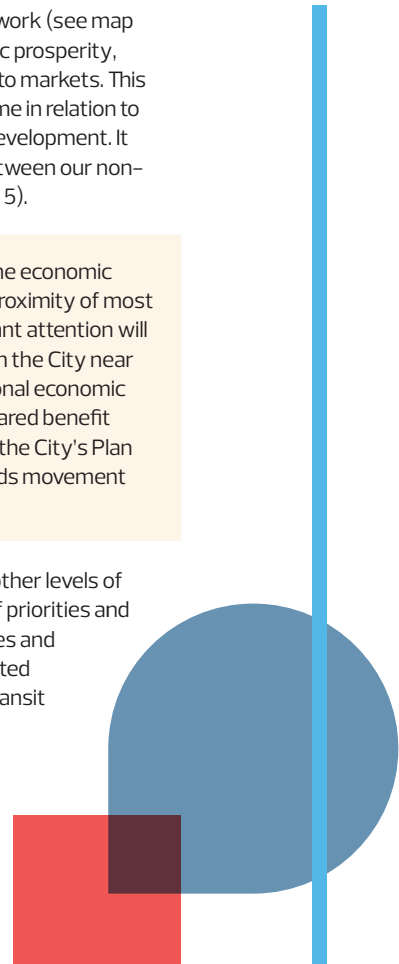 work (see map
c prosperity,
to markets. This
me in relation to
evelopment. It
tween our non-
5).
ne economic
roximity of most
ant attention will
n the City near
onal economic
ared benefit
the City's Plan
ds movement
other levels of
f priorities and
es and
ted
ansit